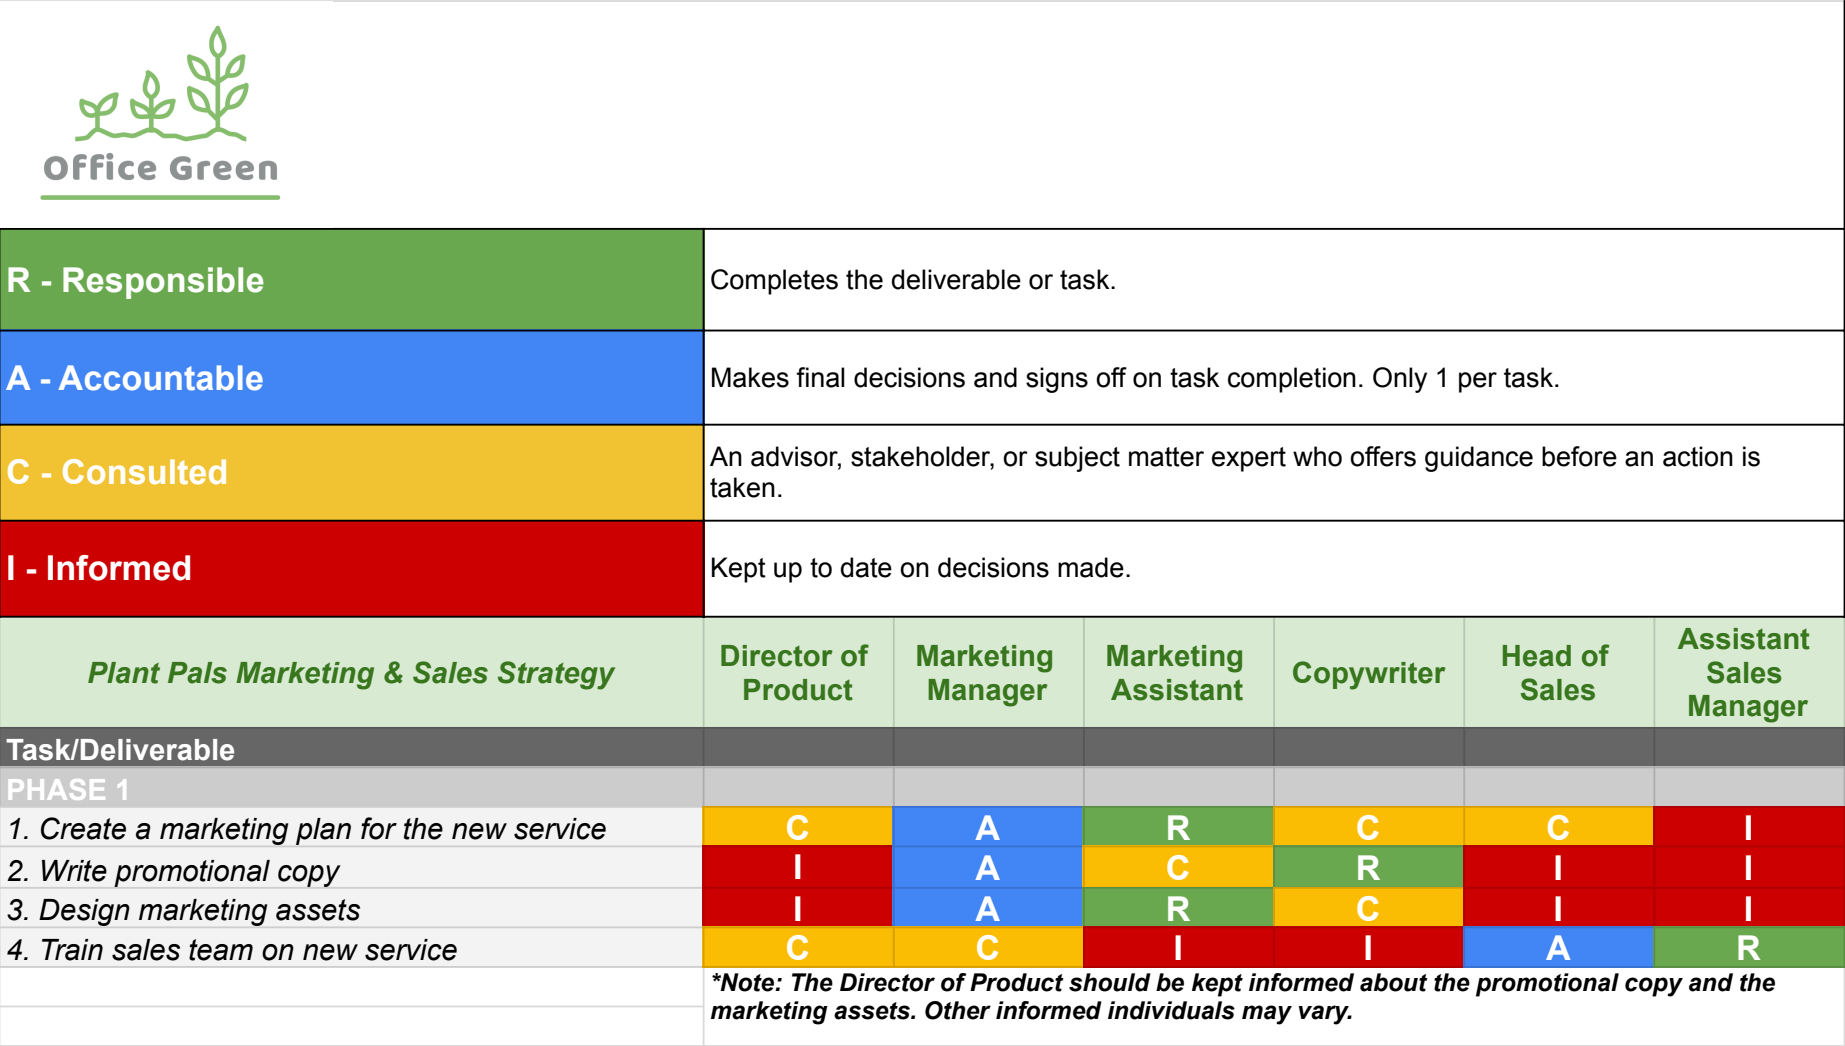 Office Green
R - Responsible
Completes the deliverable or task.
A - Accountable
Makes final decisions and signs off on task completion. Only 1 per task.
C - Consulted
An advisor, stakeholder, or subject matter expert who offers guidance before an action is
taken.
I - Informed
Kept up to date on decisions made.
Plant Pals Marketing & Sales Strategy
Director of
Product
Marketing
Manager
Marketing
Assistant
Copywriter
Head of
Sales
Assistant
Sales
Manager
Task/Deliverable
PHASE 1
1. Create a marketing plan for the new service C A R C C I
2. Write promotional copy I A C R I I
3. Design marketing assets I A R C I I
4. Train sales team on new service C C I I A R
*Note: The Director of Product should be kept informed about the promotional copy and the
marketing assets. Other informed individuals may vary.